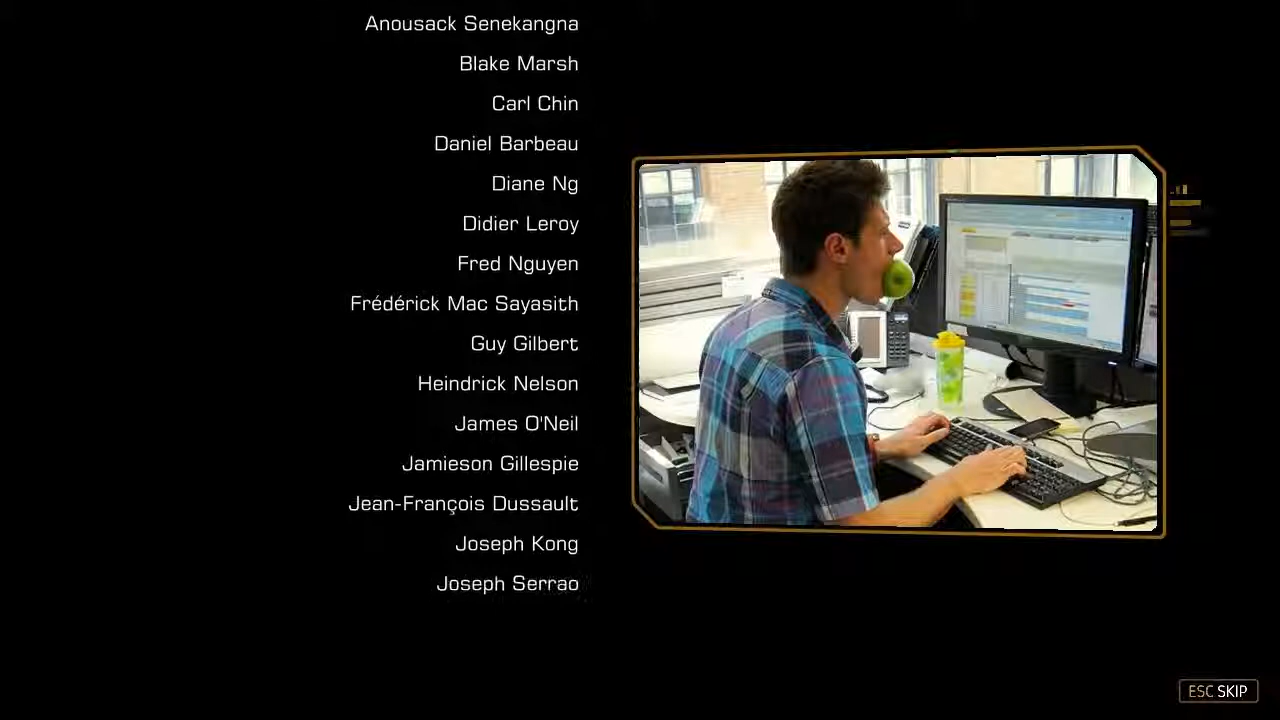 Anousack Senekangna
Blake Marsh
Carl Chin
Daniel Barbeau
Diane Ng
Didier Leroy
Fred Nguyen
Frédérick Mac Sayasith
Guy Gilbert
Heindrick Nelson
James O'Neil
Jamieson Gillespie
Jean-François Dussault
Joseph Kong
Joseph Serrao
ESC SKIP